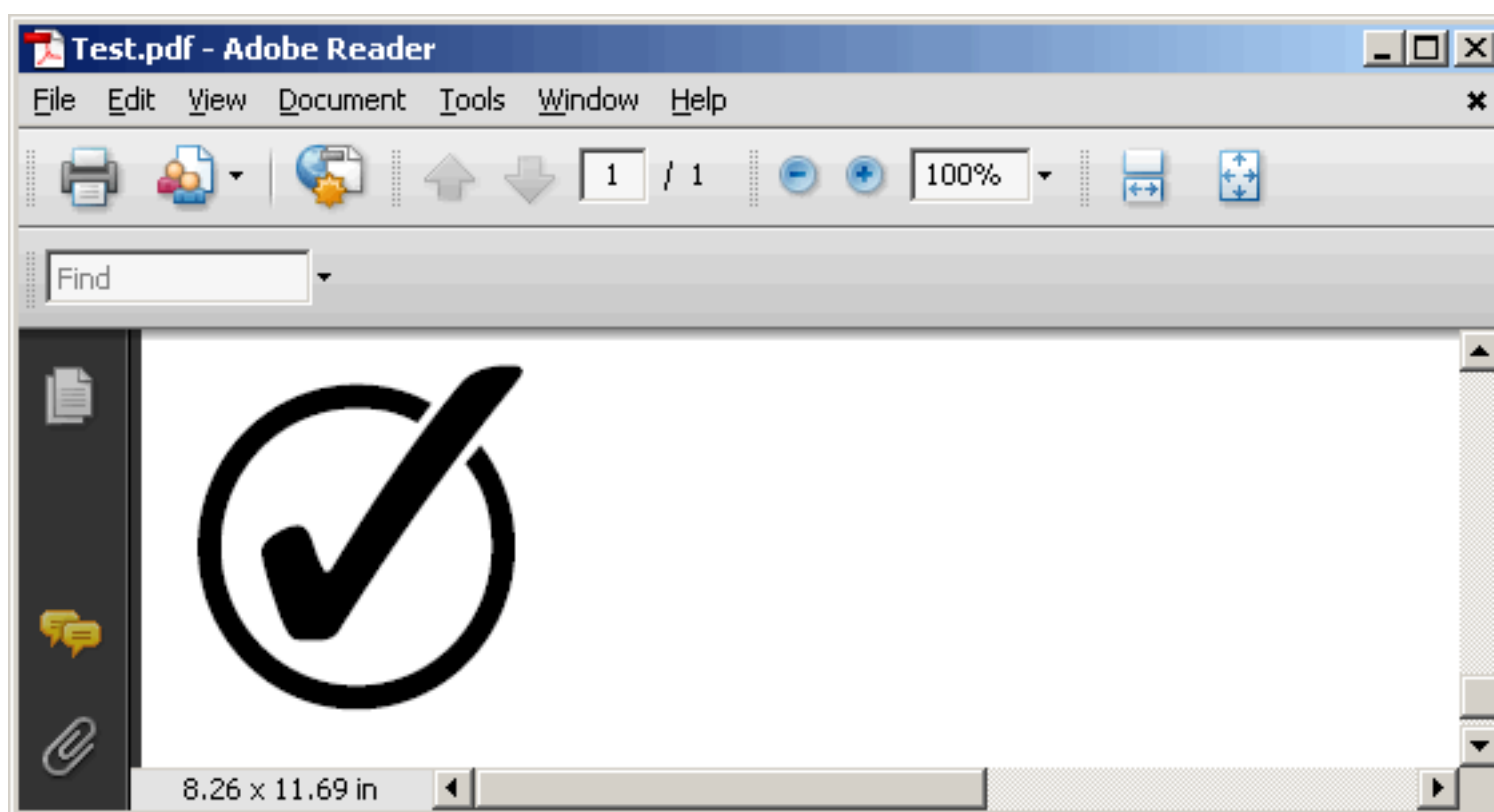 Test.pdf - Adobe Reader
File Edit View Document Tools Window Help
1 / 1 100%
Find
8.26 x 11.69 in